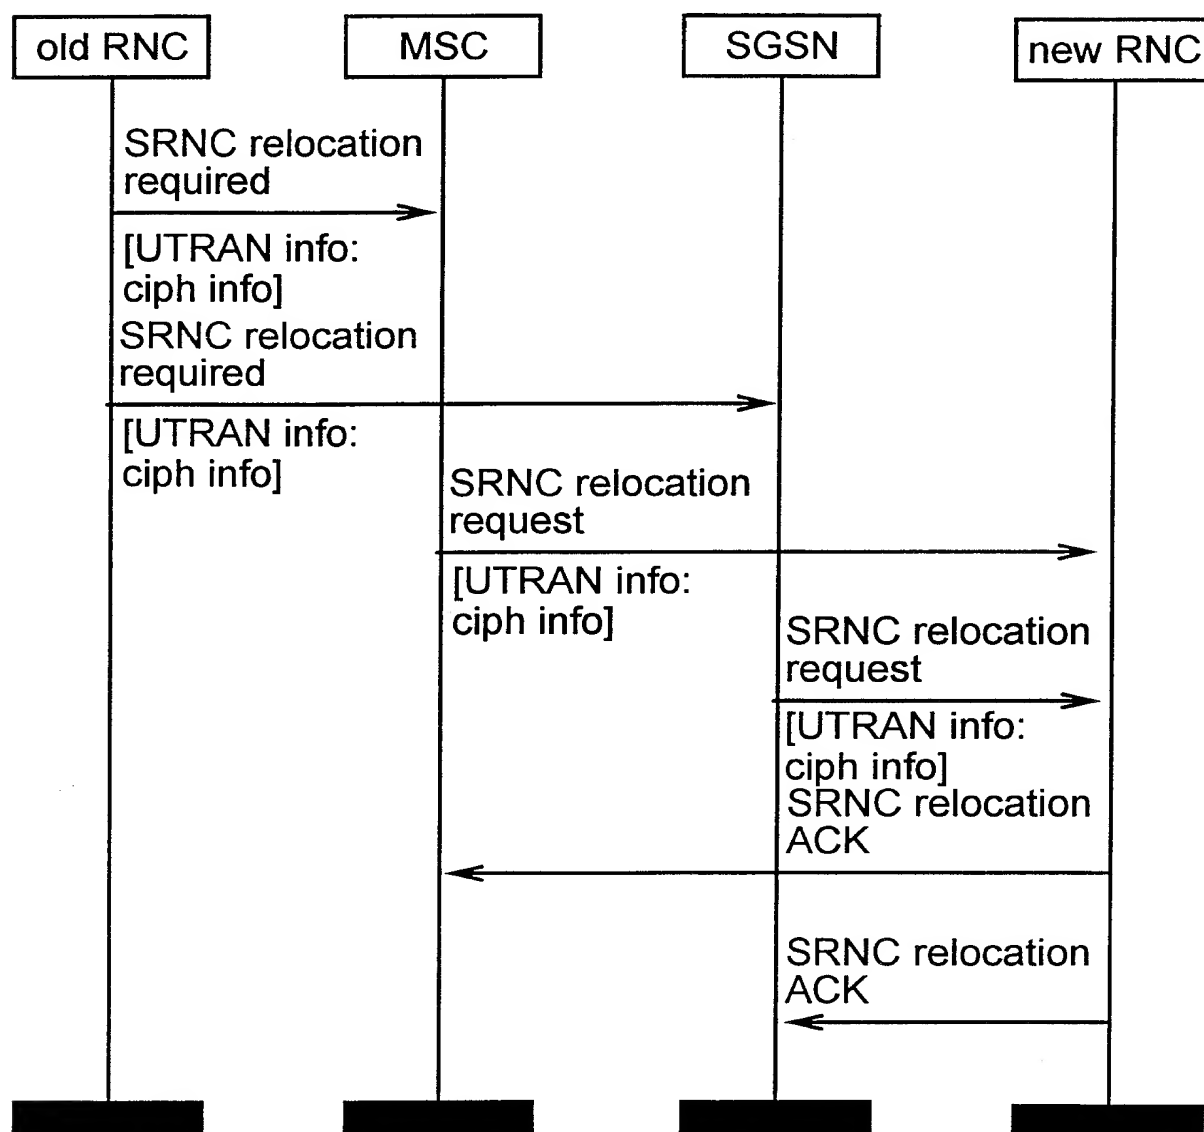 old RNC
MSC
SGSN
new RNC
SRNC relocation
required
[UTRAN info:
ciph info]
SRNC relocation
required
[UTRAN info:
ciph info]
SRNC relocation
request
[UTRAN info:
ciph info]
SRNC relocation
request
[UTRAN info:
ciph info]
SRNC relocation
ACK
SRNC relocation
ACK